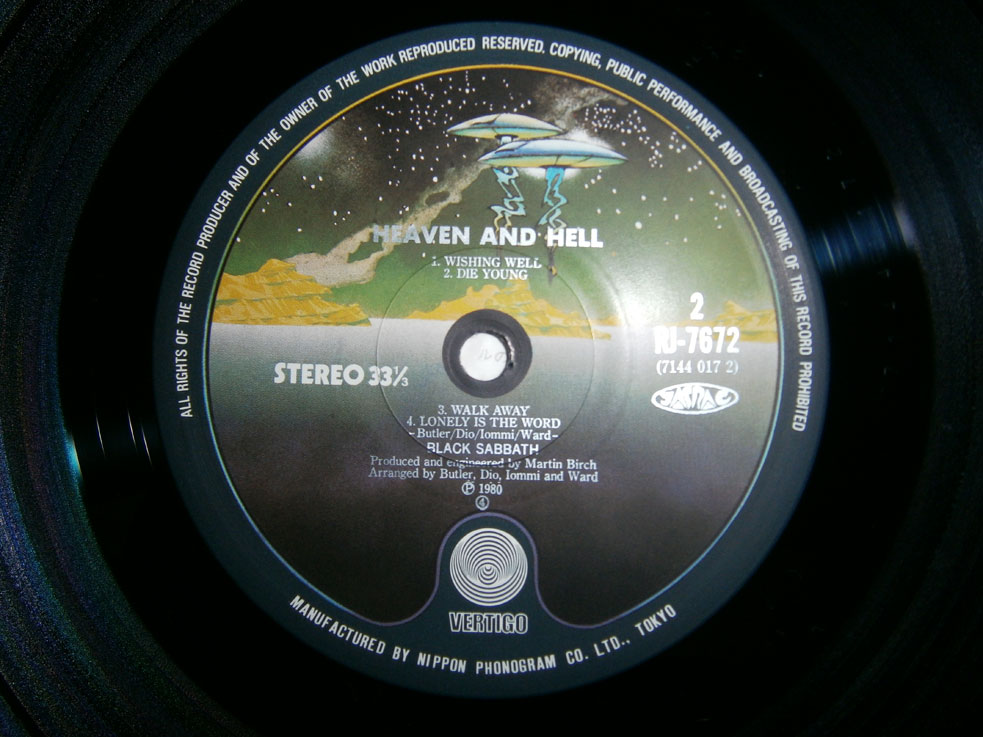 ALL RIGHTS OF THE RECORD PRODUCER AND OF THE OWNER OF THE WORK REPRODUCED RESERVED. COPYING, PUBLIC PERFORMANCE AND BROADCASTING OF THIS RECORD PROHIBITED
HEAVEN AND HELL
1. WISHING WELL
2. DIE YOUNG
2
RJ-7672
(7144 017 2)
STEREO 33⅓
3. WALK AWAY
4. LONELY IS THE WORD
-Butler/Dio/Iommi/Ward-
BLACK SABBATH
Produced and engineered by Martin Birch
Arranged by Butler, Dio, Iommi and Ward
Ⓟ 1980
④
VERTIGO
MANUFACTURED BY NIPPON PHONOGRAM CO. LTD., TOKYO